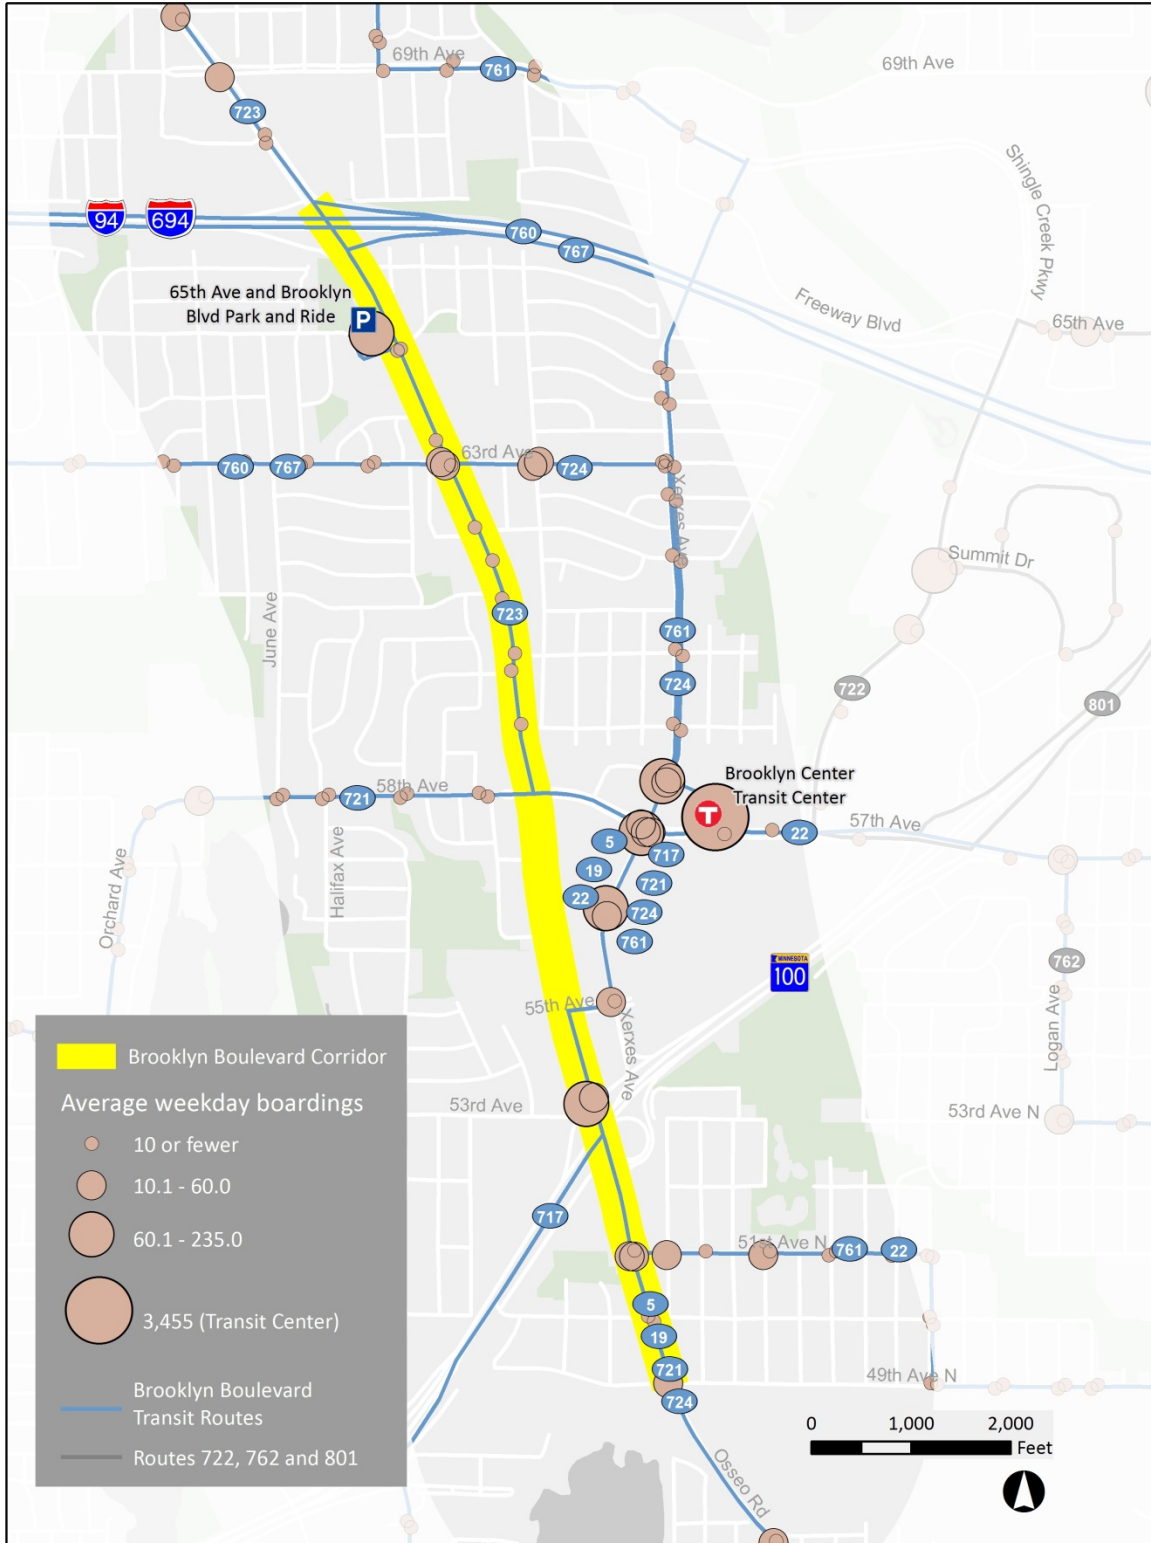 69th Ave
761
69th Ave
723
Shingle Creek Pkwy
94
694
760
767
65th Ave and Brooklyn
Blvd Park and Ride
P
Freeway Blvd
65th Ave
63rd Ave
760
767
724
Xerxes Ave
Summit Dr
723
June Ave
761
724
722
801
Brooklyn Center
Transit Center
T
58th Ave
721
57th Ave
22
5
717
19
721
22
724
761
Orchard Ave
Halifax Ave
MINNESOTA
100
762
55th Ave
Xerxes Ave
Logan Ave
53rd Ave
53rd Ave N
717
51st Ave N
761
22
5
19
721
724
49th Ave N
Osseo Rd
Brooklyn Boulevard Corridor
Average weekday boardings
10 or fewer
10.1 - 60.0
60.1 - 235.0
3,455 (Transit Center)
Brooklyn Boulevard
Transit Routes
Routes 722, 762 and 801
0 1,000 2,000
Feet